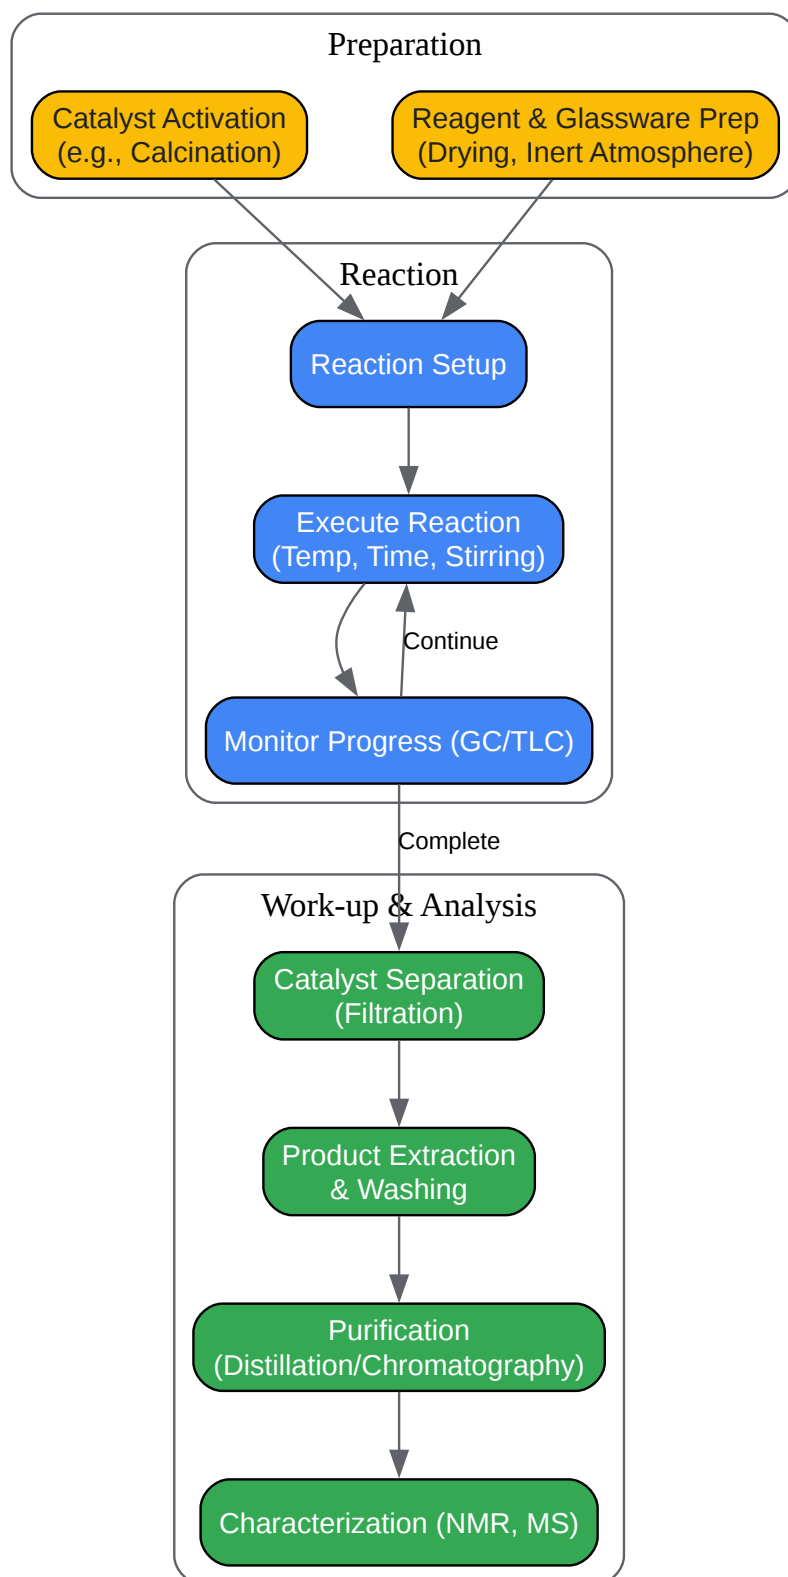 Preparation
Catalyst Activation
(e.g., Calcination)
Reagent & Glassware Prep
(Drying, Inert Atmosphere)
Reaction
Reaction Setup
Execute Reaction
(Temp, Time, Stirring)
Continue
Monitor Progress (GC/TLC)
Complete
Work-up & Analysis
Catalyst Separation
(Filtration)
Product Extraction
& Washing
Purification
(Distillation/Chromatography)
Characterization (NMR, MS)